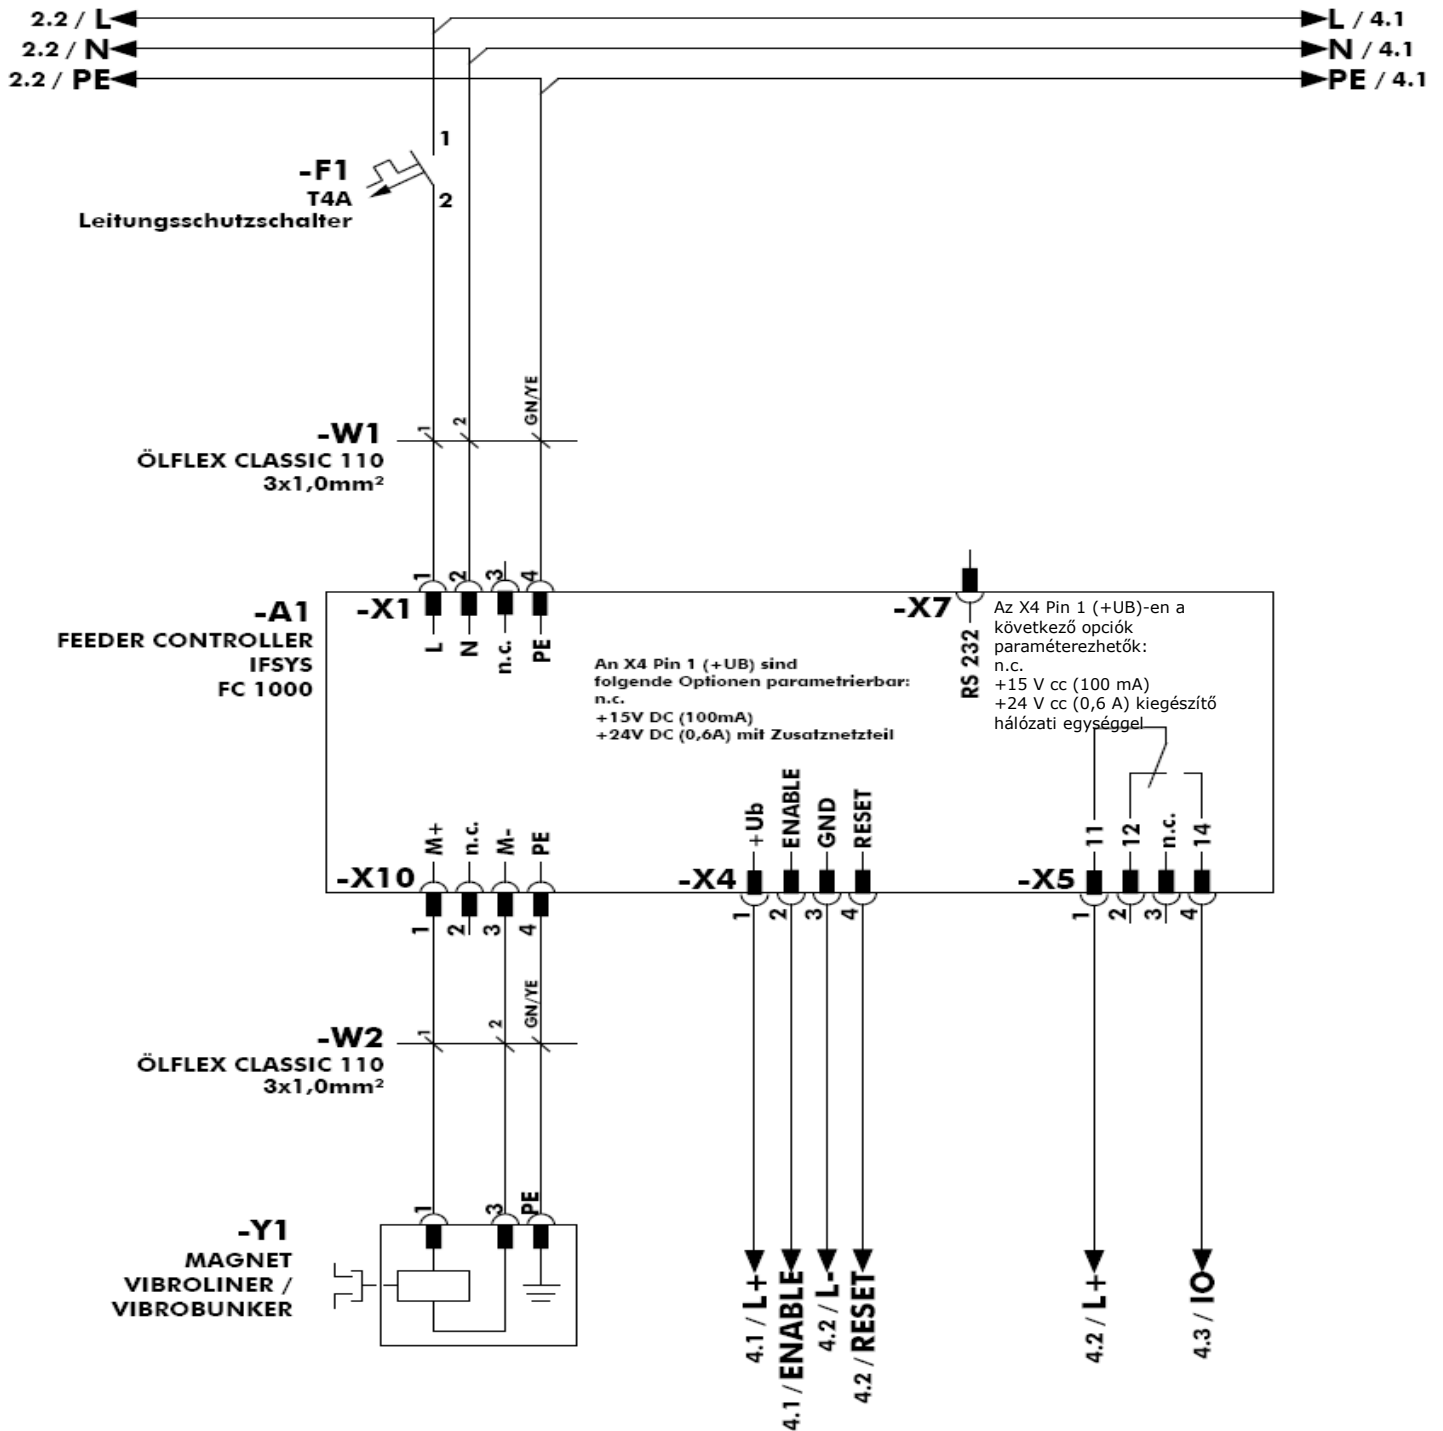 2.2 / L
L / 4.1
2.2 / N
N / 4.1
2.2 / PE
PE / 4.1
1
-F1
T4A
2
Leitungsschutzschalter
1
2
GN/YE
-W1
ÖLFLEX CLASSIC 110
3x1,0mm²
1
2
3
4
-A1
FEEDER CONTROLLER
IFSYS
FC 1000
-X1
L
N
n.c.
PE
An X4 Pin 1 (+UB) sind
folgende Optionen parametrierbar:
n.c.
+15V DC (100mA)
+24V DC (0,6A) mit Zusatznetzteil
-X7
RS 232
Az X4 Pin 1 (+UB)-en a
következő opciók
paraméterezhetők:
n.c.
+15 V cc (100 mA)
+24 V cc (0,6 A) kiegészítő
hálózati egységgel
M+
n.c.
M-
PE
-X10
1
2
3
4
+Ub
ENABLE
GND
RESET
-X4
1
2
3
4
11
12
n.c.
14
-X5
1
2
3
4
1
2
GN/YE
-W2
ÖLFLEX CLASSIC 110
3x1,0mm²
1
3
PE
-Y1
MAGNET
VIBROLINER /
VIBROBUNKER
4.1 / L+
4.1 / ENABLE
4.2 / L-
4.2 / RESET
4.2 / L+
4.3 / IO